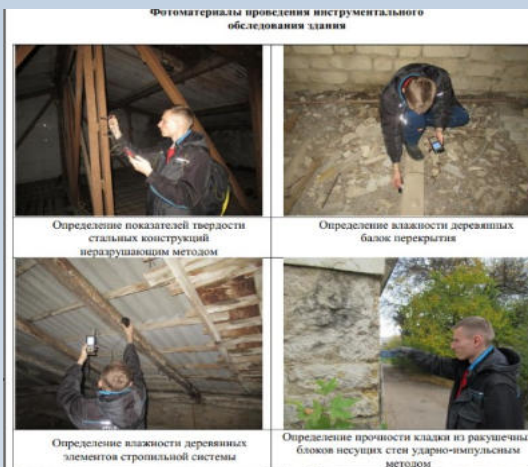 Фотоматериалы проведения инструментального
обследования здания
Определение показателей твердости
стальных конструкций
неразрушающим методом
Определение влажности деревянных
балок перекрытия
Определение влажности деревянных
элементов стропильной системы
Определение прочности кладки из ракушечны
блоков несущих стен ударно-импульсным
методом